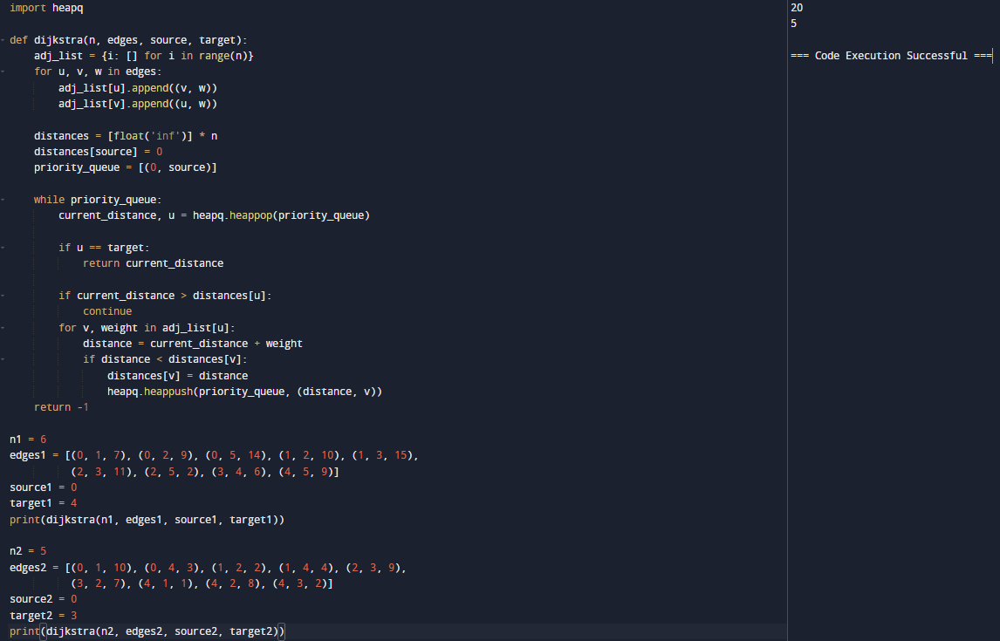 import heapq

def dijkstra(n, edges, source, target):
    adj_list = {i: [] for i in range(n)}
    for u, v, w in edges:
        adj_list[u].append((v, w))
        adj_list[v].append((u, w))

    distances = [float('inf')] * n
    distances[source] = 0
    priority_queue = [(0, source)]

    while priority_queue:
        current_distance, u = heapq.heappop(priority_queue)

        if u == target:
            return current_distance

        if current_distance > distances[u]:
            continue
        for v, weight in adj_list[u]:
            distance = current_distance + weight
            if distance < distances[v]:
                distances[v] = distance
                heapq.heappush(priority_queue, (distance, v))
    return -1

n1 = 6
edges1 = [(0, 1, 7), (0, 2, 9), (0, 5, 14), (1, 2, 10), (1, 3, 15),
          (2, 3, 11), (2, 5, 2), (3, 4, 6), (4, 5, 9)]
source1 = 0
target1 = 4
print(dijkstra(n1, edges1, source1, target1))

n2 = 5
edges2 = [(0, 1, 10), (0, 4, 3), (1, 2, 2), (1, 4, 4), (2, 3, 9),
          (3, 2, 7), (4, 1, 1), (4, 2, 8), (4, 3, 2)]
source2 = 0
target2 = 3
print(dijkstra(n2, edges2, source2, target2))

20
5

=== Code Execution Successful ===